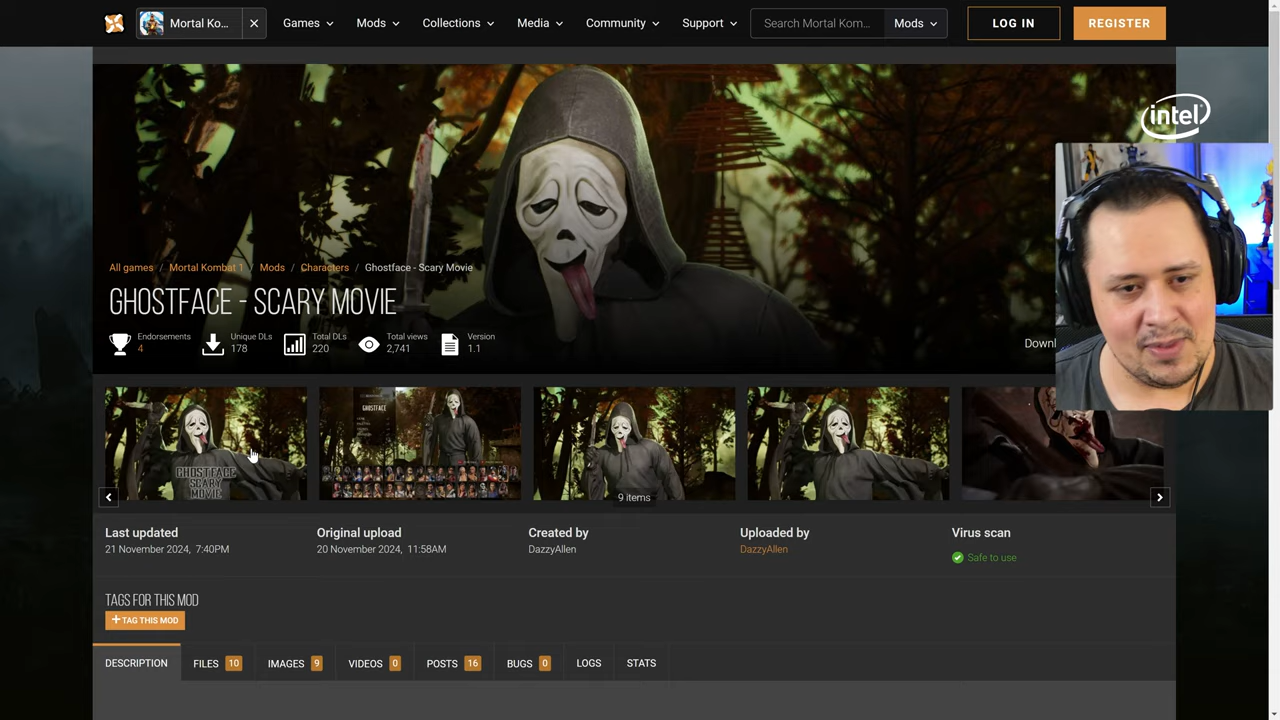 Mortal Ko...
Games
Mods
Collections
Media
Community
Support
Search Mortal Kom...
Mods
LOG IN
REGISTER
intel
All games / Mortal Kombat 1 / Mods / Characters / Ghostface - Scary Movie
GHOSTFACE - SCARY MOVIE
Endorsements
4
Unique DLs
178
Total DLs
220
Total views
2,741
Version
1.1
Downl
GHOSTFACE
SCARY
MOVIE
GHOSTFACE
9 items
Last updated
21 November 2024, 7:40PM
Original upload
20 November 2024, 11:58AM
Created by
DazzyAllen
Uploaded by
DazzyAllen
Virus scan
Safe to use
TAGS FOR THIS MOD
+ TAG THIS MOD
DESCRIPTION
FILES 10
IMAGES 9
VIDEOS 0
POSTS 16
BUGS 0
LOGS
STATS